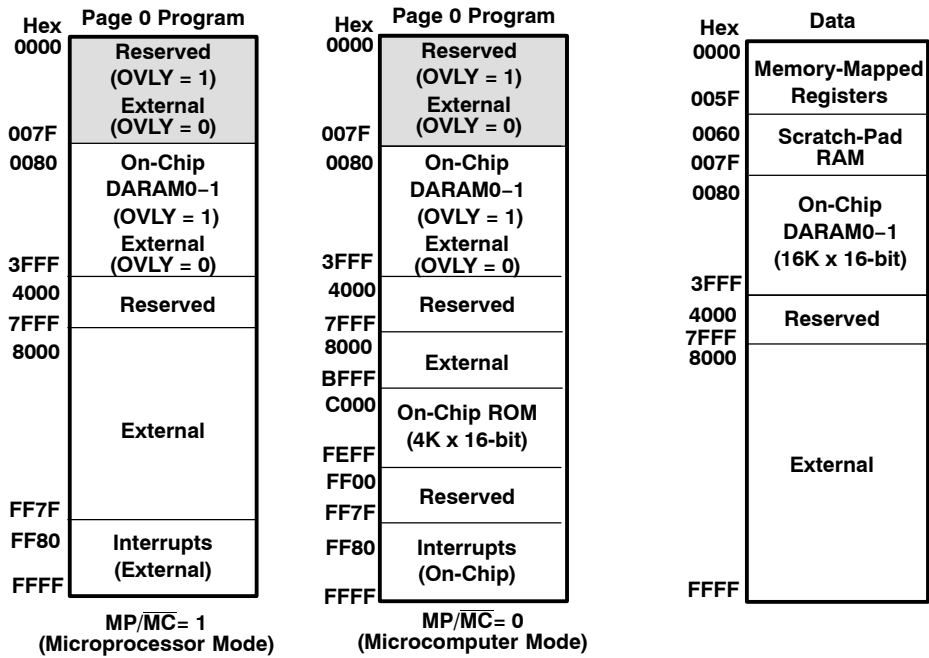 Hex
Page 0 Program
0000
Reserved
(OVLY = 1)
External
(OVLY = 0)
007F
0080
On-Chip
DARAM0−1
(OVLY = 1)
External
(OVLY = 0)
3FFF
4000
Reserved
7FFF
8000
External
FF7F
FF80
Interrupts
(External)
FFFF
MP/M̅C̅= 1
(Microprocessor Mode)
Hex
Page 0 Program
0000
Reserved
(OVLY = 1)
External
(OVLY = 0)
007F
0080
On-Chip
DARAM0−1
(OVLY = 1)
External
(OVLY = 0)
3FFF
4000
Reserved
7FFF
8000
External
BFFF
C000
On-Chip ROM
(4K x 16-bit)
FEFF
FF00
Reserved
FF7F
FF80
Interrupts
(On-Chip)
FFFF
MP/M̅C̅= 0
(Microcomputer Mode)
Hex
Data
0000
Memory-Mapped
Registers
005F
0060
Scratch-Pad
RAM
007F
0080
On-Chip
DARAM0−1
(16K x 16-bit)
3FFF
4000
Reserved
7FFF
8000
External
FFFF